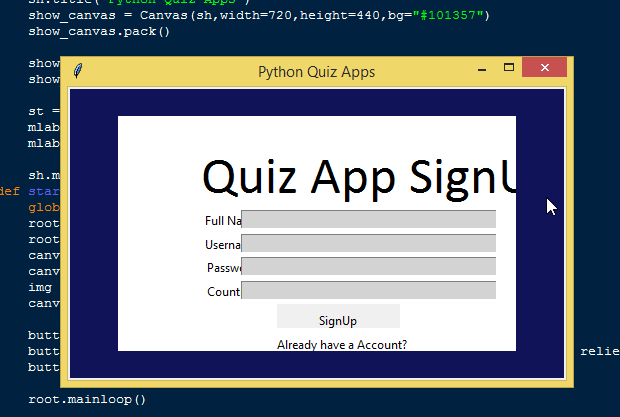 sh.title("Python Quiz Apps")
show_canvas = Canvas(sh,width=720,height=440,bg="#101357")
show_canvas.pack()
show
show
Python Quiz Apps
st =
mlab
mlab
sh.m
def star
glob
root
root
canv
canv
img
canv
Quiz App SignU
Full Na
Userna
Passwo
Count
SignUp
Already have a Account?
butt
butt relie
butt
root.mainloop()